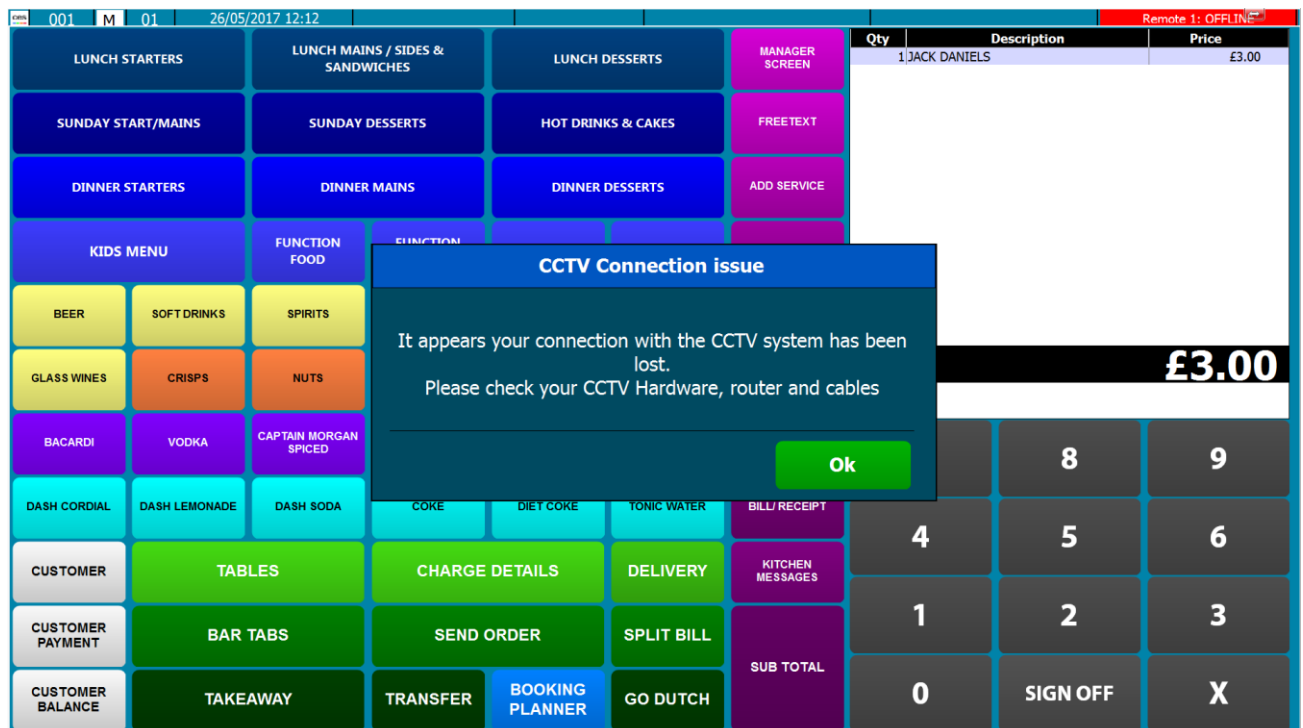 CRS 001 M 01 26/05/2017 12:12 Remote 1: OFFLINE
LUNCH STARTERS
LUNCH MAINS / SIDES &
SANDWICHES
LUNCH DESSERTS
MANAGER
SCREEN
SUNDAY START/MAINS
SUNDAY DESSERTS
HOT DRINKS & CAKES
FREETEXT
DINNER STARTERS
DINNER MAINS
DINNER DESSERTS
ADD SERVICE
KIDS MENU
FUNCTION
FOOD
FUNCTION
Qty Description Price
1 JACK DANIELS £3.00
£3.00
CCTV Connection issue
It appears your connection with the CCTV system has been
lost.
Please check your CCTV Hardware, router and cables
Ok
BEER
SOFT DRINKS
SPIRITS
GLASS WINES
CRISPS
NUTS
BACARDI
VODKA
CAPTAIN MORGAN
SPICED
DASH CORDIAL
DASH LEMONADE
DASH SODA
COKE
DIET COKE
TONIC WATER
BILL/ RECEIPT
CUSTOMER
TABLES
CHARGE DETAILS
DELIVERY
KITCHEN
MESSAGES
CUSTOMER
PAYMENT
BAR TABS
SEND ORDER
SPLIT BILL
SUB TOTAL
CUSTOMER
BALANCE
TAKEAWAY
TRANSFER
BOOKING
PLANNER
GO DUTCH
8 9
4 5 6
1 2 3
0 SIGN OFF X